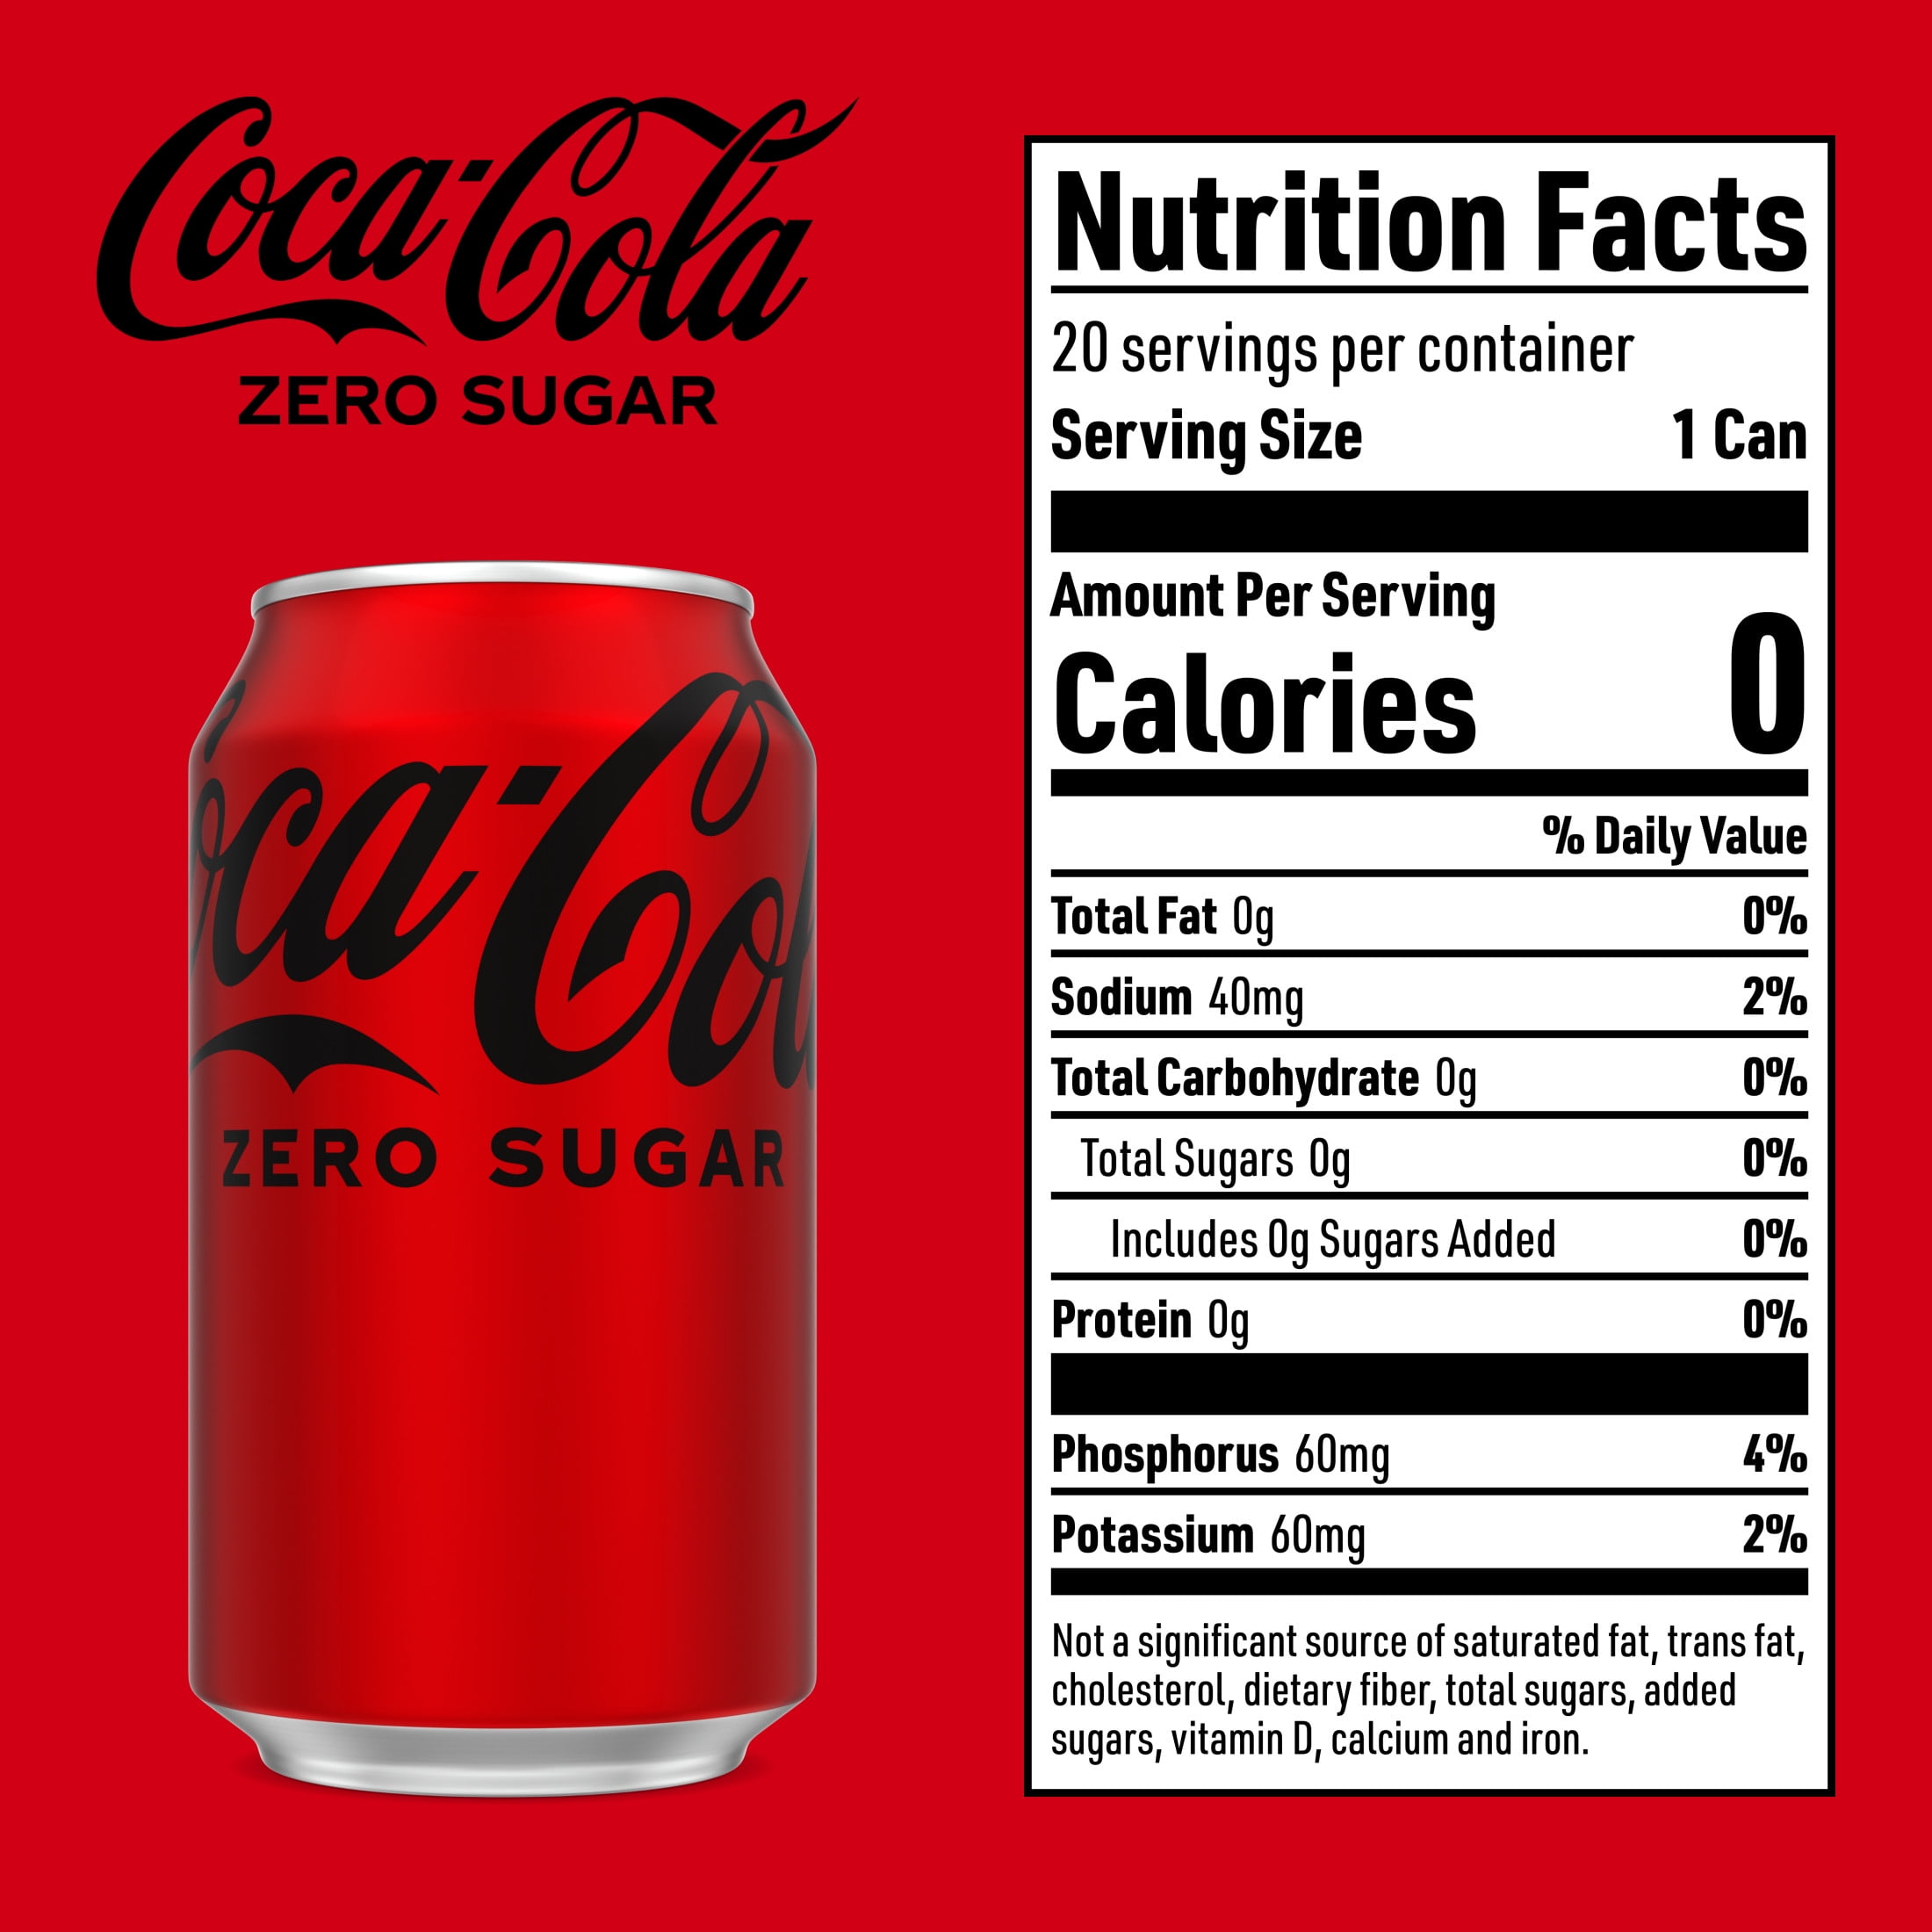 Coca-Cola
ZERO SUGAR
Coca-Cola
ZERO SUGAR
Nutrition Facts
20 servings per container
Serving Size 1 Can
Amount Per Serving
Calories 0
% Daily Value
Total Fat 0g 0%
Sodium 40mg 2%
Total Carbohydrate 0g 0%
Total Sugars 0g 0%
Includes 0g Sugars Added 0%
Protein 0g 0%
Phosphorus 60mg 4%
Potassium 60mg 2%
Not a significant source of saturated fat, trans fat,
cholesterol, dietary fiber, total sugars, added
sugars, vitamin D, calcium and iron.